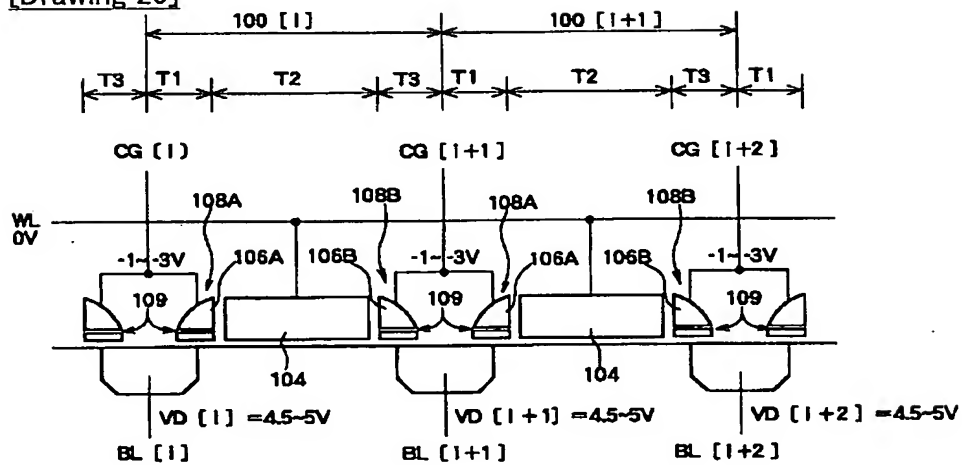 [Drawing 20]
100 [i] 100 [i+1]
T3 T1 T2 T3 T1 T2 T3 T1
CG [i] CG [i+1] CG [i+2]
108A 108B 108A 108B
WL
0V
-1~-3V 106A 106B -1~-3V 106A 106B -1~-3V
109 109 109
104 104
VD [i] =4.5~5V VD [i+1] =4.5~5V VD [i+2] =4.5~5V
BL [i] BL [i+1] BL [i+2]